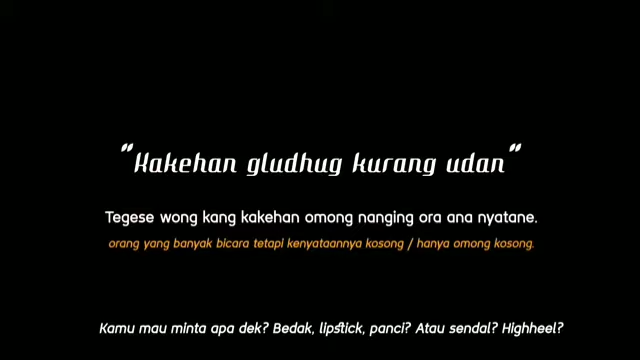 "Kakehan gludhug kurang udan"
Tegese wong kang kakehan omong nanging ora ana nyatane.
orang yang banyak bicara tetapi kenyataannya kosong / hanya omong kosong.
Kamu mau minta apa dek? Bedak, lipstick, panci? Atau sendal? Highheel?